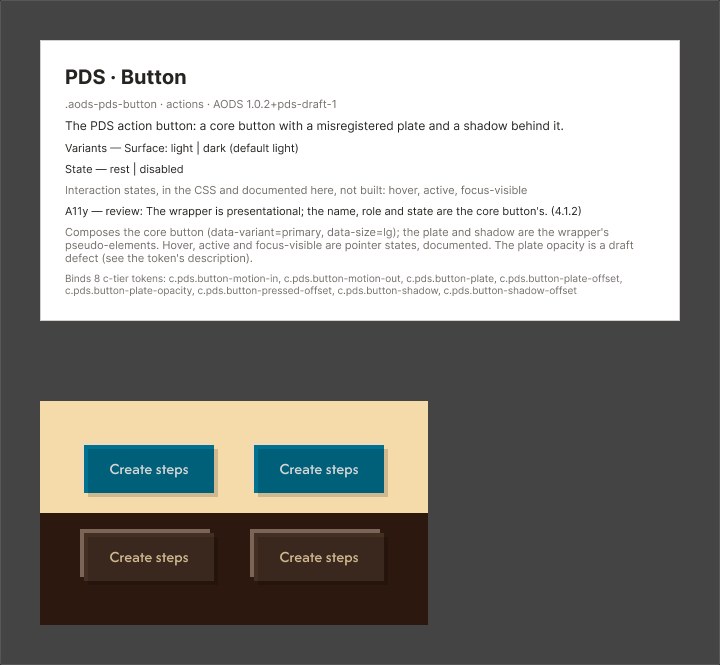 PDS · Button
.aods-pds-button · actions · AODS 1.0.2+pds-draft-1
The PDS action button: a core button with a misregistered plate and a shadow behind it.
Variants — Surface: light | dark (default light)
State — rest | disabled
Interaction states, in the CSS and documented here, not built: hover, active, focus-visible
A11y — review: The wrapper is presentational; the name, role and state are the core button's. (4.1.2)
Composes the core button (data-variant=primary, data-size=lg); the plate and shadow are the wrapper's
pseudo-elements. Hover, active and focus-visible are pointer states, documented. The plate opacity is a draft
defect (see the token's description).
Binds 8 c-tier tokens: c.pds.button-motion-in, c.pds.button-motion-out, c.pds.button-plate, c.pds.button-plate-offset,
c.pds.button-plate-opacity, c.pds.button-pressed-offset, c.pds.button-shadow, c.pds.button-shadow-offset
Create steps
Create steps
Create steps
Create steps